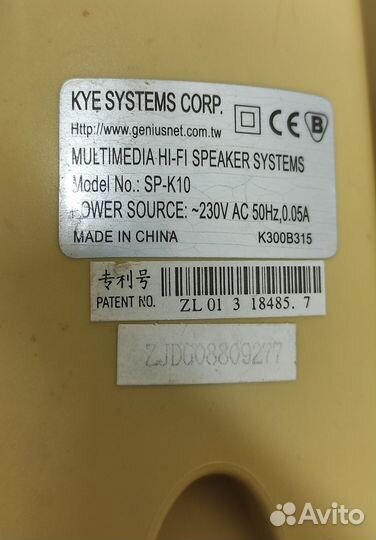 KYE SYSTEMS CORP.
Http://www.geniusnet.com.tw
CE B
MULTIMEDIA HI-FI SPEAKER SYSTEMS
Model No.: SP-K10
POWER SOURCE: ~230V AC 50Hz,0.05A
MADE IN CHINA K300B315
专利号
PATENT NO. ZL 01 3 18485. 7
ZJDG08809277
Avito